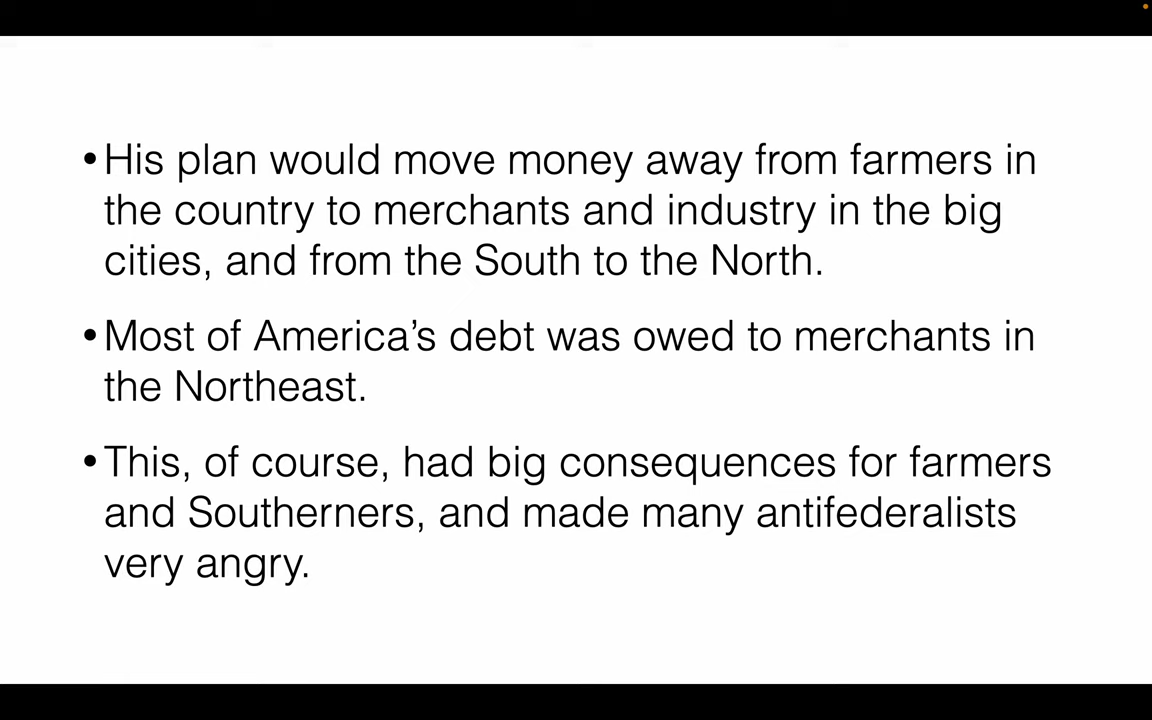 •His plan would move money away from farmers in
the country to merchants and industry in the big
cities, and from the South to the North.
•Most of America’s debt was owed to merchants in
the Northeast.
•This, of course, had big consequences for farmers
and Southerners, and made many antifederalists
very angry.